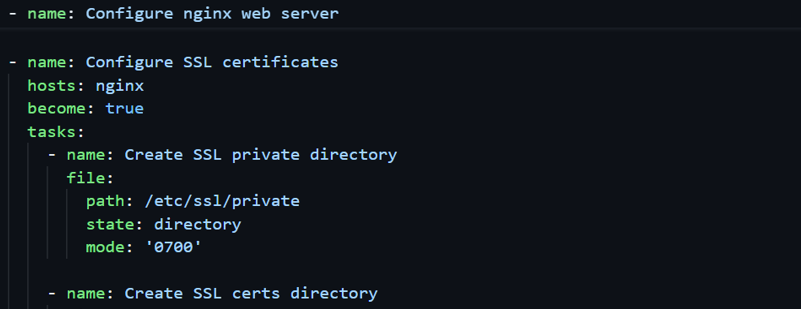 - name: Configure nginx web server
- name: Configure SSL certificates
  hosts: nginx
  become: true
  tasks:
    - name: Create SSL private directory
      file:
        path: /etc/ssl/private
        state: directory
        mode: '0700'
    - name: Create SSL certs directory